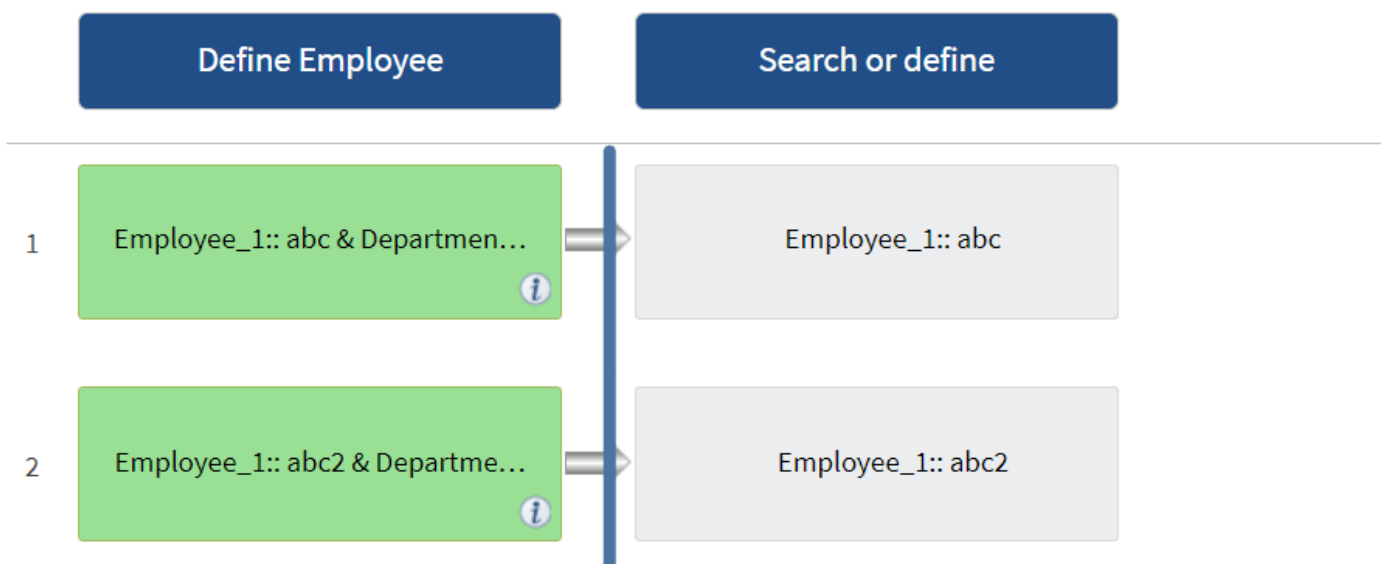 Define Employee
Search or define
1
Employee_1:: abc & Departmen...
i
Employee_1:: abc
2
Employee_1:: abc2 & Departme...
i
Employee_1:: abc2